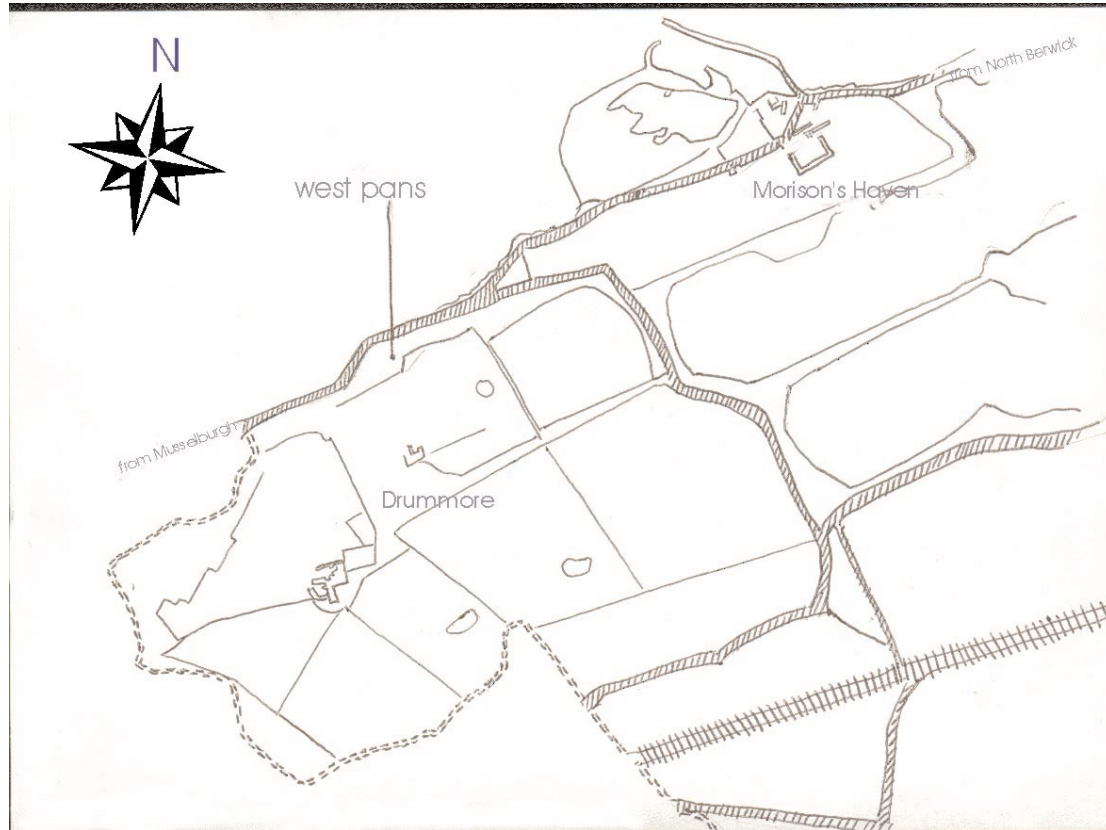 N
from North Berwick
west pans
Morison's Haven
from Musselburgh
Drummore